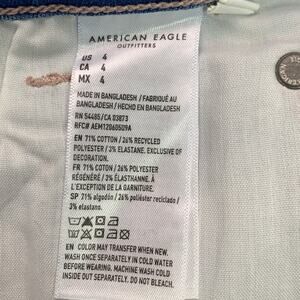 AMERICAN EAGLE
OUTFITTERS
US 4
CA 4
MX 4
MADE IN BANGLADESH / FABRIQUÉ AU
BANGLADESH / HECHO EN BANGLADESH
RN 54485/CA 03873
RFC# AEM12060509A
EN 71% COTTON / 26% RECYCLED
POLYESTER / 3% ELASTANE. EXCLUSIVE OF
DECORATION.
FR 71% COTON / 26% POLYESTER
RÉGÉNÉRÉ / 3% ÉLASTHANNE. À
L'EXCEPTION DE LA GARNITURE.
SP 71% algodón / 26% poliéster reciclado /
3% elastano.
EN COLOR MAY TRANSFER WHEN NEW.
WASH ONCE SEPARATELY IN COLD WATER
BEFORE WEARING. MACHINE WASH COLD
INSIDE OUT SEPARATELY. DO NOT BLEACH.